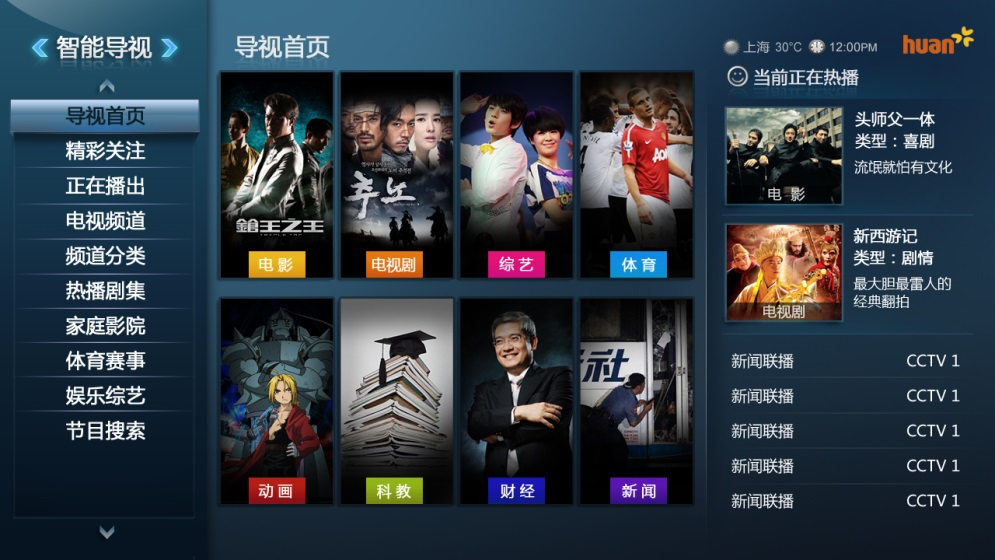 智能导视
导视首页
精彩关注
正在播出
电视频道
频道分类
热播剧集
家庭影院
体育赛事
娱乐综艺
节目搜索
导视首页
鎗王之王
电影
추노
电视剧
综艺
AON
体育
动画
科教
财经
社
新闻
上海 30°C 12:00PM
huan
当前正在热播
头师父一体
类型：喜剧
流氓就怕有文化
电影
新西游记
类型：剧情
最大胆最雷人的
经典翻拍
电视剧
新闻联播 CCTV 1
新闻联播 CCTV 1
新闻联播 CCTV 1
新闻联播 CCTV 1
新闻联播 CCTV 1